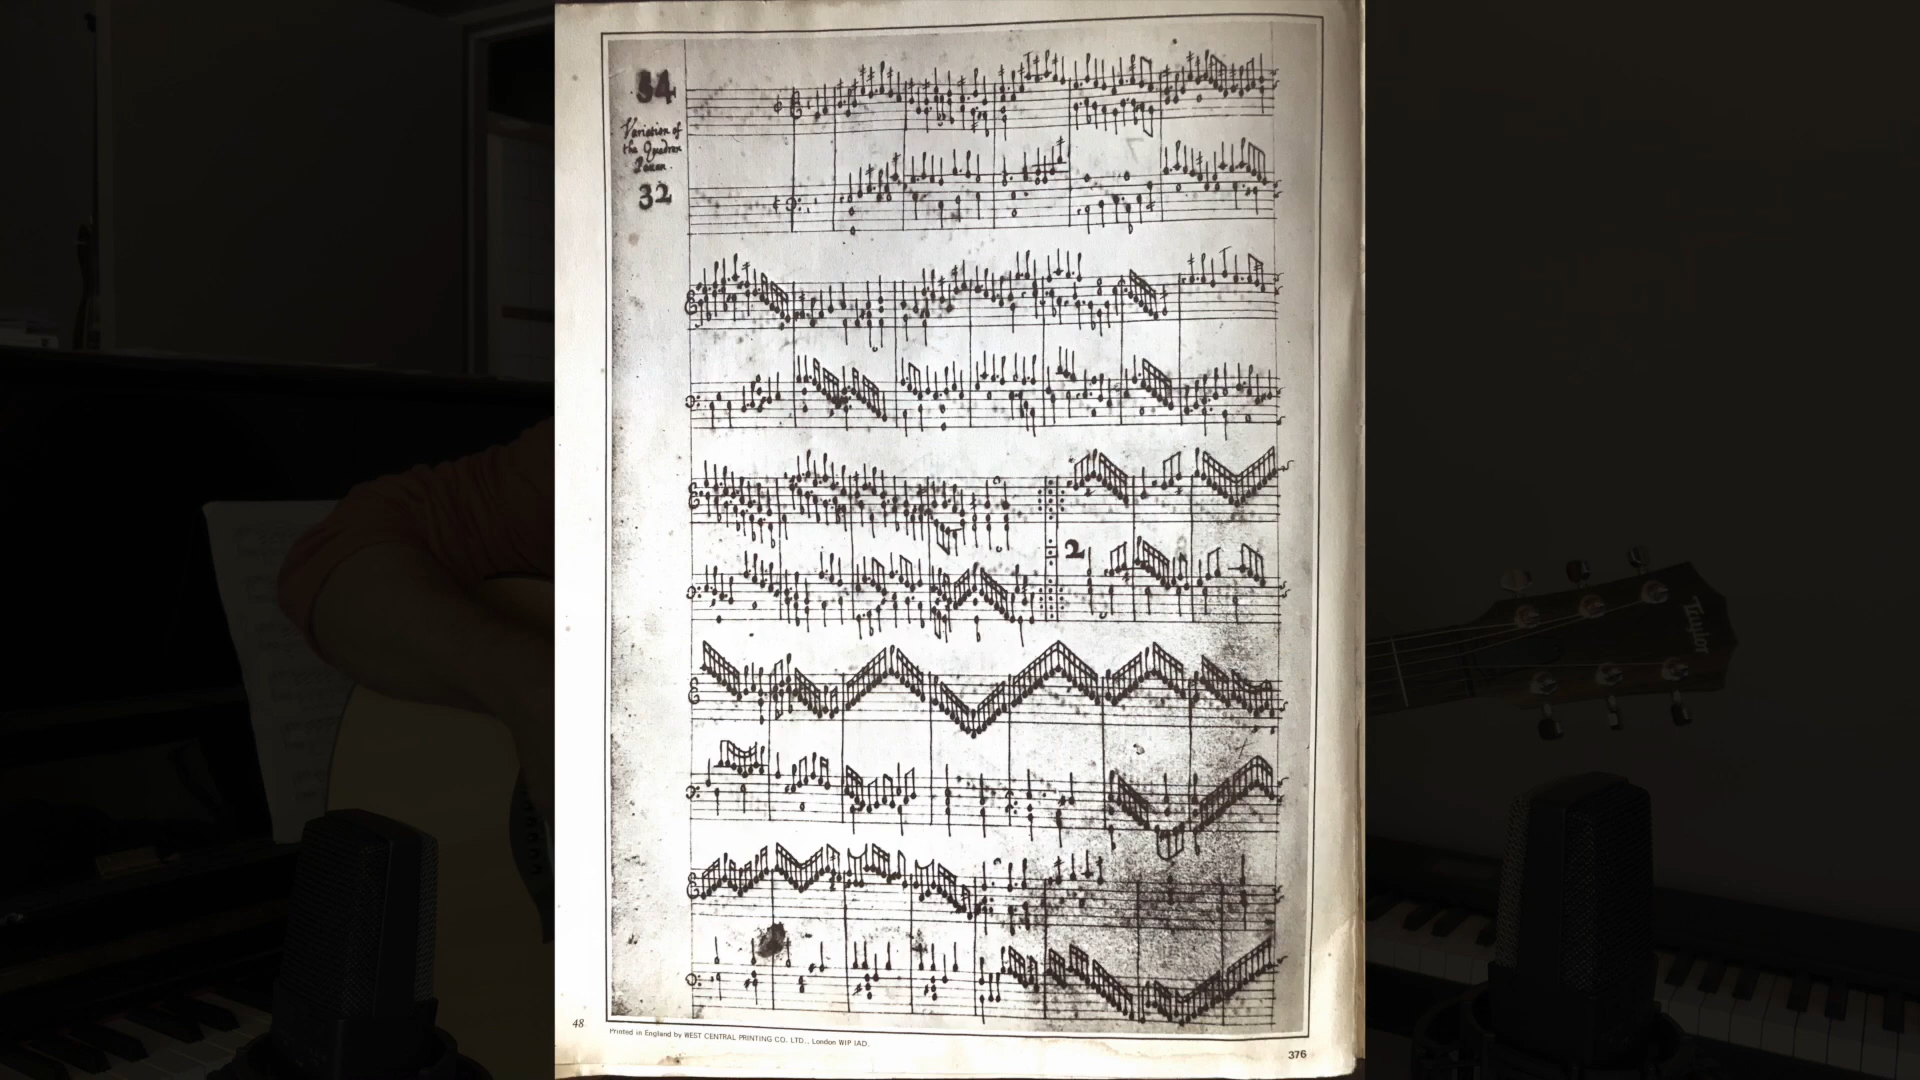 34
Variation of
the Quadran
Pavan.
32
2
48
Printed in England by WEST CENTRAL PRINTING CO. LTD., London WIP IAD.
376
Taylor